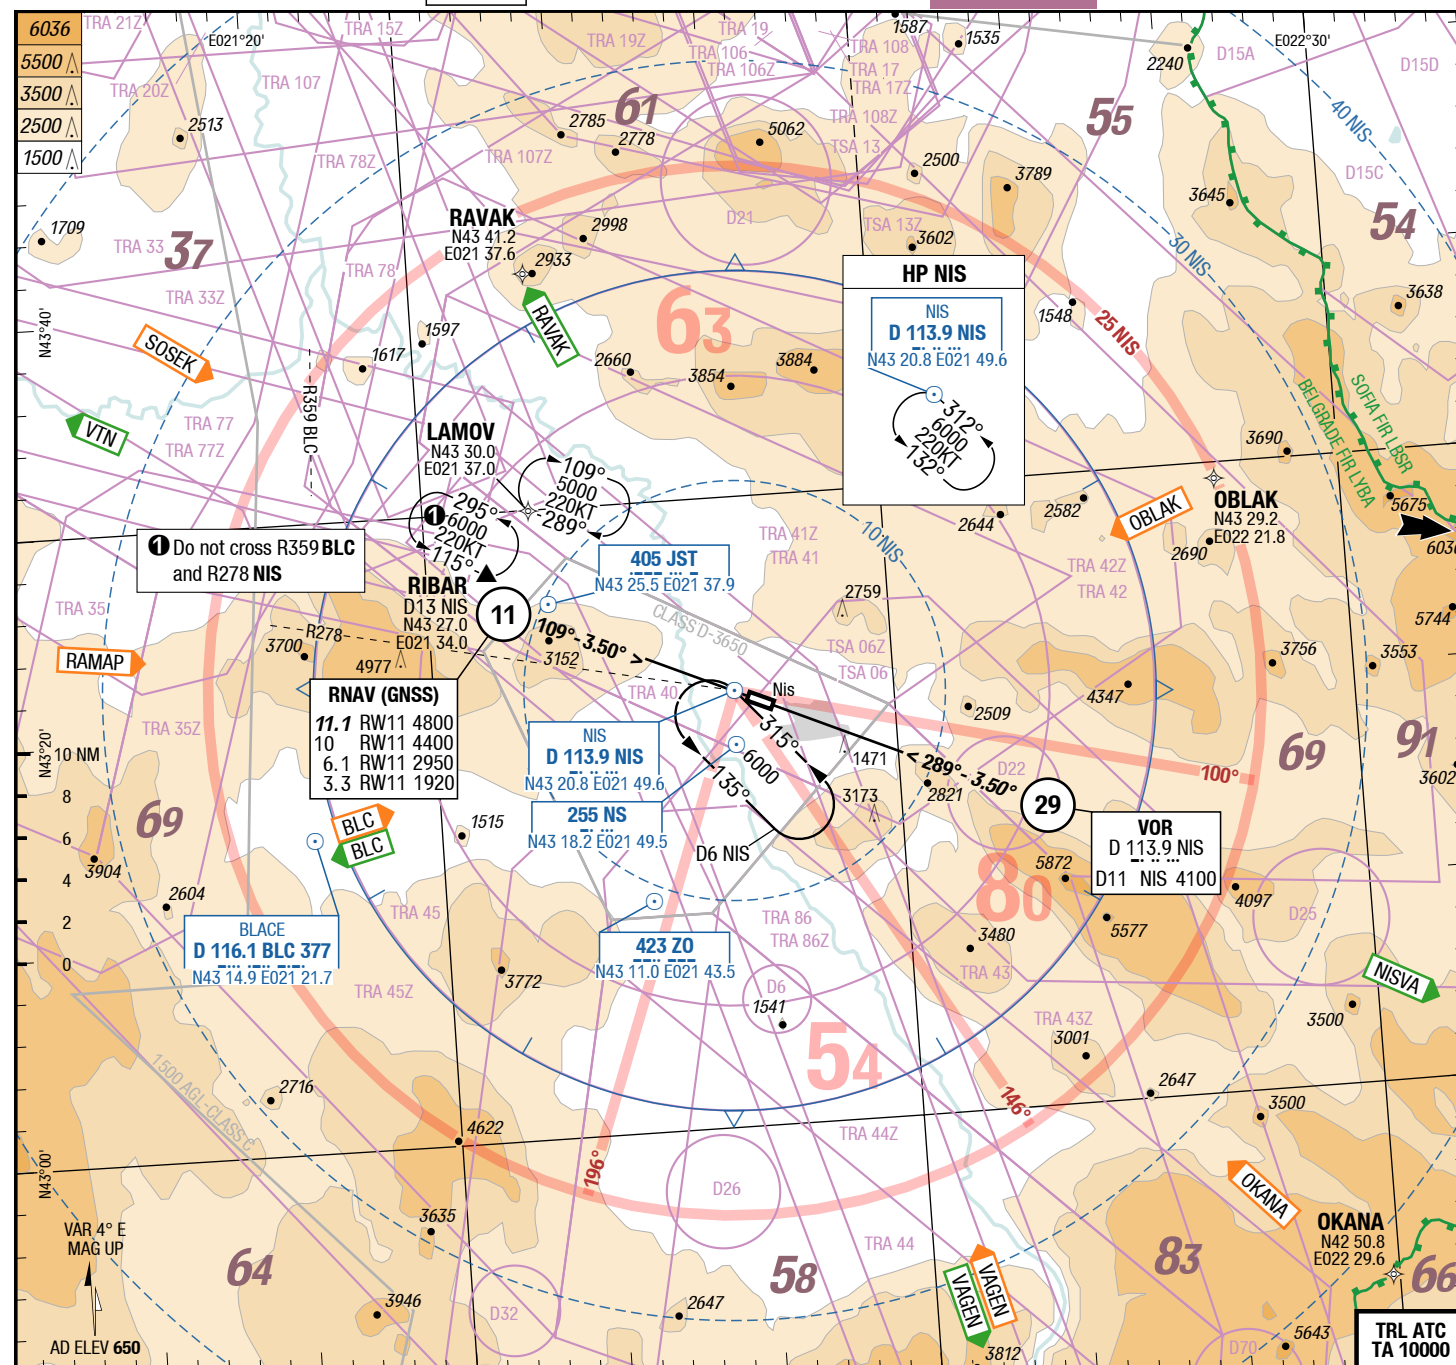 6036
5500
3500
2500
1500
TRA 21Z
E021°20'
TRA 15Z
TRA 19
TRA 19Z
TRA 106
TRA 106Z
1587
1535
TRA 108
TRA 17
TRA 17Z
2240
D15A
E022°30'
D15D
TRA 20Z
TRA 107
61
55
40 NIS
2513
2785
2778
5062
TRA 108Z
TSA 13
TRA 78Z
TRA 107Z
2500
3789
D15C
3645
54
RAVAK
N43 41.2
E021 37.6
2998
2933
D21
TSA 13Z
3602
1709
TRA 33
37
TRA 78
30 NIS
TRA 33Z
HP NIS
NIS
D 113.9 NIS
N43 20.8 E021 49.6
312°
6000
220KT
132°
3638
N43°40'
SOSEK
1597
1617
RAVAK
63
1548
25 NIS
2660
3854
3884
R359 BLC
VTN
TRA 77
TRA 77Z
LAMOV
N43 30.0
E021 37.0
109°
5000
220KT
289°
BELGRADE FIR LYBA
SOFIA FIR LBSR
3690
1
295°
6000
220KT
115°
2644
2582
OBLAK
OBLAK
N43 29.2
E022 21.8
5675
2690
1 Do not cross R359 BLC
and R278 NIS
RIBAR
D13 NIS
N43 27.0
E021 34.0
405 JST
N43 25.5 E021 37.9
TRA 41Z
TRA 41
10 NIS
TRA 42Z
TRA 42
TRA 35
11
109° - 3.50° >
CLASS D-3650
2759
5744
R278
3700
4977
3152
TSA 06Z
TSA 06
3756
3553
RAMAP
RNAV (GNSS)
11.1 RW11 4800
10 RW11 4400
6.1 RW11 2950
3.3 RW11 1920
TRA 40
Nis
4347
TRA 35Z
NIS
D 113.9 NIS
N43 20.8 E021 49.6
315°
6000
135°
2509
69
91
N43°20'
10 NM
8
6
4
2
0
1471
< 289° - 3.50°
D22
100°
3602
69
BLC
BLC
1515
255 NS
N43 18.2 E021 49.5
D6 NIS
3173
2821
29
VOR
D 113.9 NIS
D11 NIS 4100
3904
2604
5872
80
4097
5577
D25
BLACE
D 116.1 BLC 377
N43 14.9 E021 21.7
TRA 45
423 ZO
N43 11.0 E021 43.5
TRA 86
TRA 86Z
3480
TRA 43
NISVA
3772
TRA 45Z
D6
1541
TRA 43Z
3001
3500
54
1500 AGL-CLASS C
2716
2647
3500
146°
4622
TRA 44Z
N43°00'
196°
D26
OKANA
OKANA
N42 50.8
E022 29.6
VAR 4° E
MAG UP
3635
64
TRA 44
58
83
66
VAGEN
VAGEN
3946
D32
2647
AD ELEV 650
3812
D70
5643
TRL ATC
TA 10000